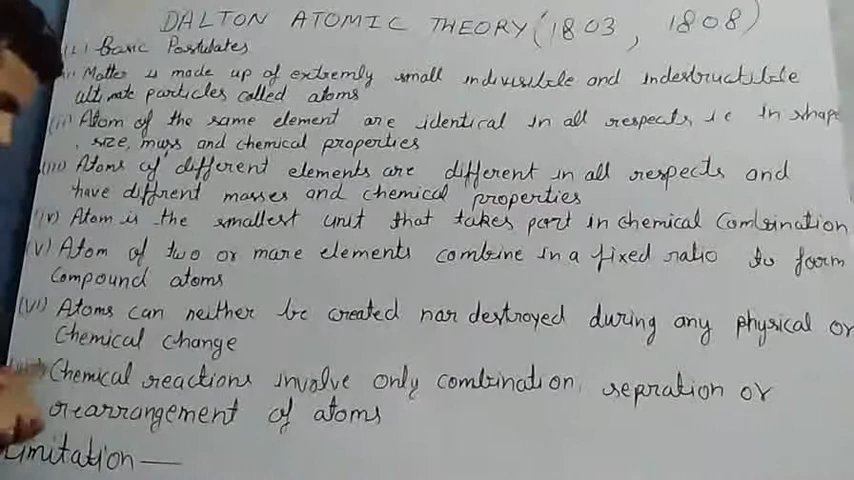 DALTON ATOMIC THEORY (1803, 1808)
Basic Postulates
Matter is made up of extremly small indivisible and indestructible
ultimate particles called atoms
(ii) Atom of the same element are identical in all respects, i.e in shape
, size, mass and chemical properties
(iii) Atoms of different elements are different in all respects and
have diffrent masses and chemical properties
(iv) Atom is the smallest unit that takes part in chemical Combination
(v) Atom of two or more elements combine in a fixed ratio to form
Compound atoms
(vi) Atoms can neither be created nor destroyed during any physical or
Chemical change
Chemical reactions involve only combination, sepration or
rearrangement of atoms
Limitation —